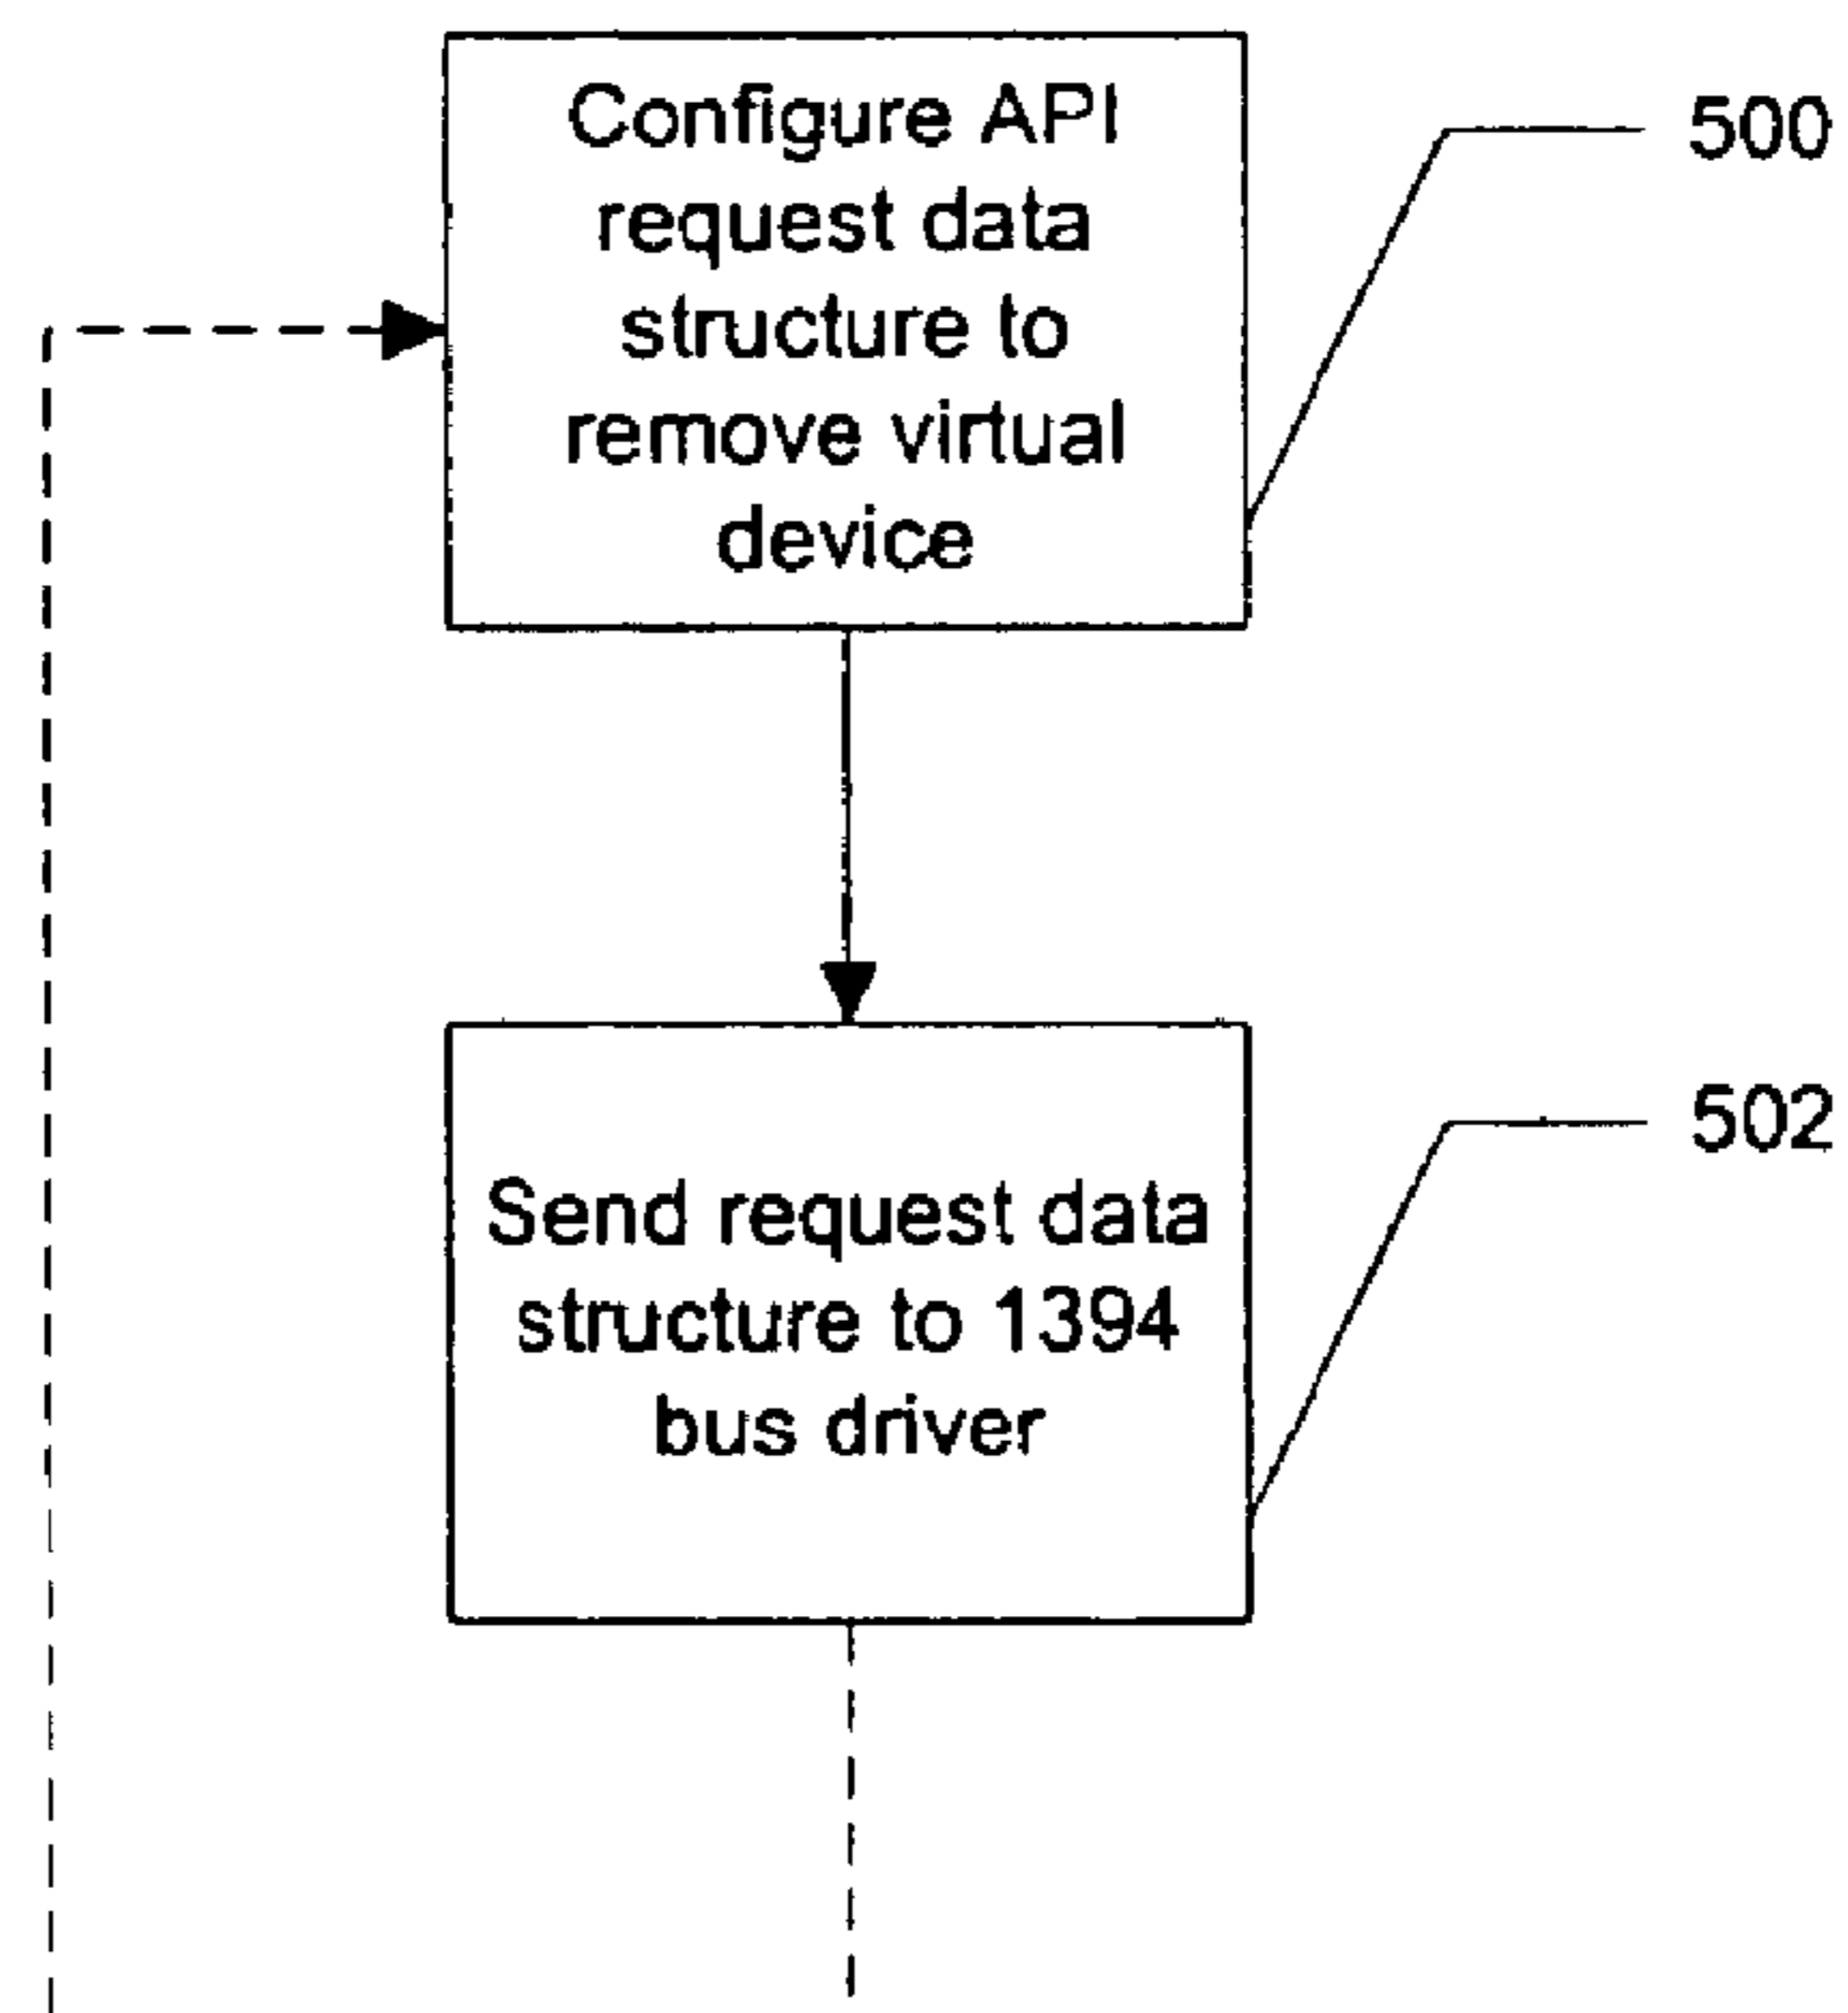 Configure API
request data
structure to
remove virtual
device
500
Send request data
structure to 1394
bus driver
502